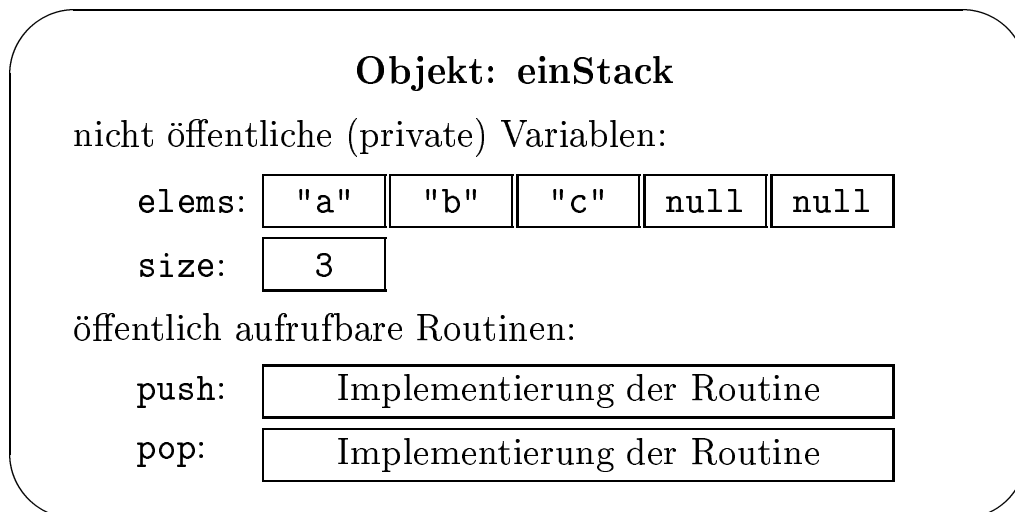 Objekt: einStack
nicht öffentliche (private) Variablen:
elems: "a" "b" "c" null null
size: 3
öffentlich aufrufbare Routinen:
push: Implementierung der Routine
pop: Implementierung der Routine